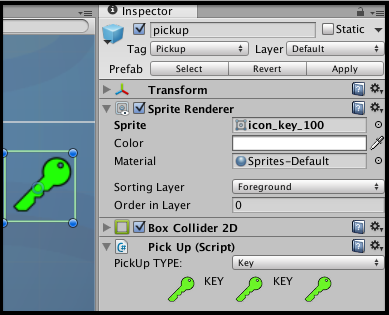 Inspector
pickup Static
Tag Pickup Layer Default
Prefab Select Revert Apply
Transform
Sprite Renderer
Sprite icon_key_100
Color
Material Sprites-Default
Sorting Layer Foreground
Order in Layer 0
Box Collider 2D
Pick Up (Script)
PickUp TYPE: Key
KEY KEY